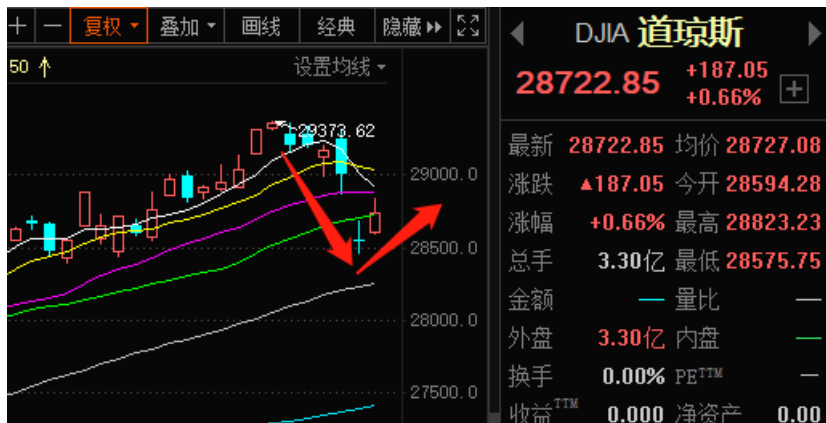 复权 叠加 画线 经典 隐藏
DJIA 道琼斯
50 设置均线
28722.85 +187.05
+0.66%
29373.62
最新 28722.85 均价 28727.08
29000.0
涨跌 ▲187.05 今开 28594.28
涨幅 +0.66% 最高 28823.23
28500.0
总手 3.30亿 最低 28575.75
金额 — 量比 —
28000.0
外盘 3.30亿 内盘 —
换手 0.00% PETTM —
27500.0
收益TTM 0.000 净资产 0.00